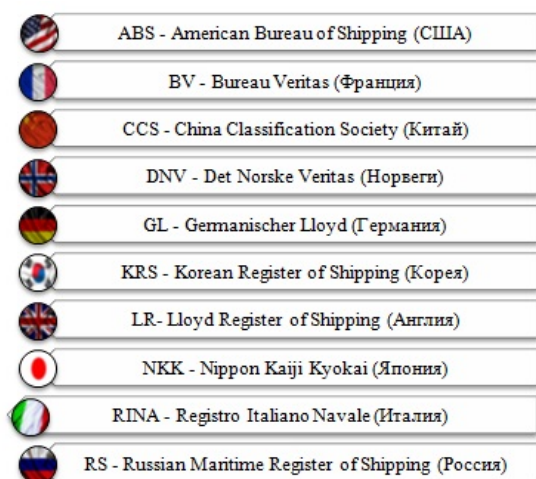 ABS - American Bureau of Shipping (США)
BV - Bureau Veritas (Франция)
CCS - China Classification Society (Китай)
DNV - Det Norske Veritas (Норвеги)
GL - Germanischer Lloyd (Германия)
KRS - Korean Register of Shipping (Корея)
LR- Lloyd Register of Shipping (Англия)
NKK - Nippon Kaiji Kyokai (Япония)
RINA - Registro Italiano Navale (Италия)
RS - Russian Maritime Register of Shipping (Россия)